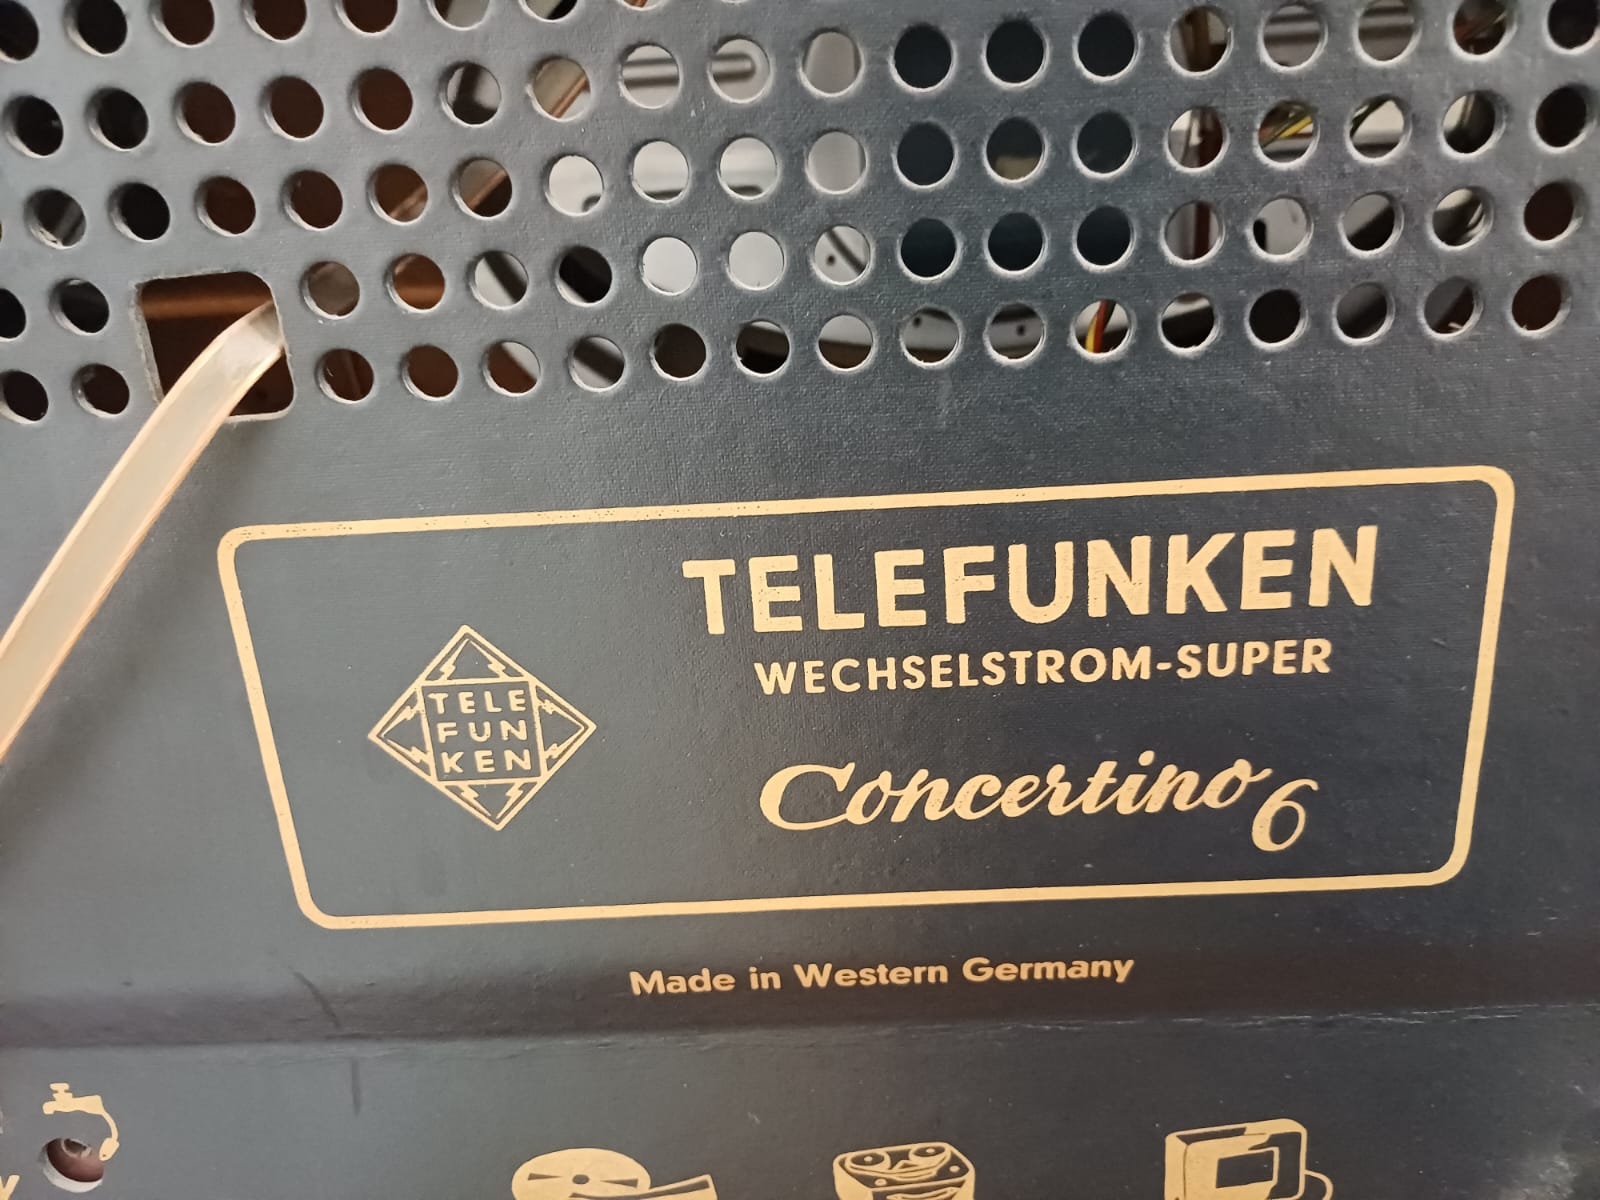 TELEFUNKEN
WECHSELSTROM-SUPER
TELE
FUN
KEN
Concertino 6
Made in Western Germany